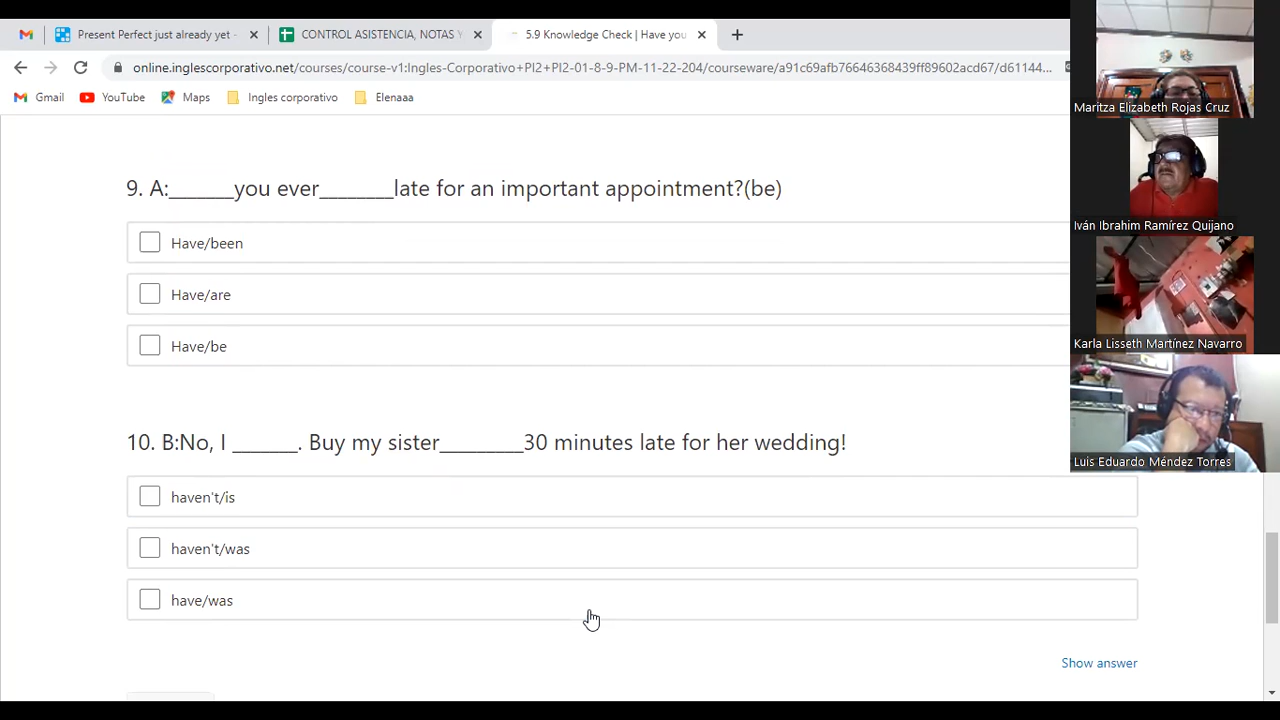 Present Perfect just already yet -
CONTROL ASISTENCIA, NOTAS Y
5.9 Knowledge Check | Have you
online.inglescorporativo.net/courses/course-v1:Ingles-Corporativo+PI2+PI2-01-8-9-PM-11-22-204/courseware/a91c69afb76646368439ff89602acd67/d61144...
Gmail
YouTube
Maps
Ingles corporativo
Elenaaa
Maritza Elizabeth Rojas Cruz
Iván Ibrahim Ramírez Quijano
Karla Lisseth Martínez Navarro
Luis Eduardo Méndez Torres
9. A:_______you ever________late for an important appointment?(be)
Have/been
Have/are
Have/be
10. B:No, I _______. Buy my sister_________30 minutes late for her wedding!
haven't/is
haven't/was
have/was
Show answer